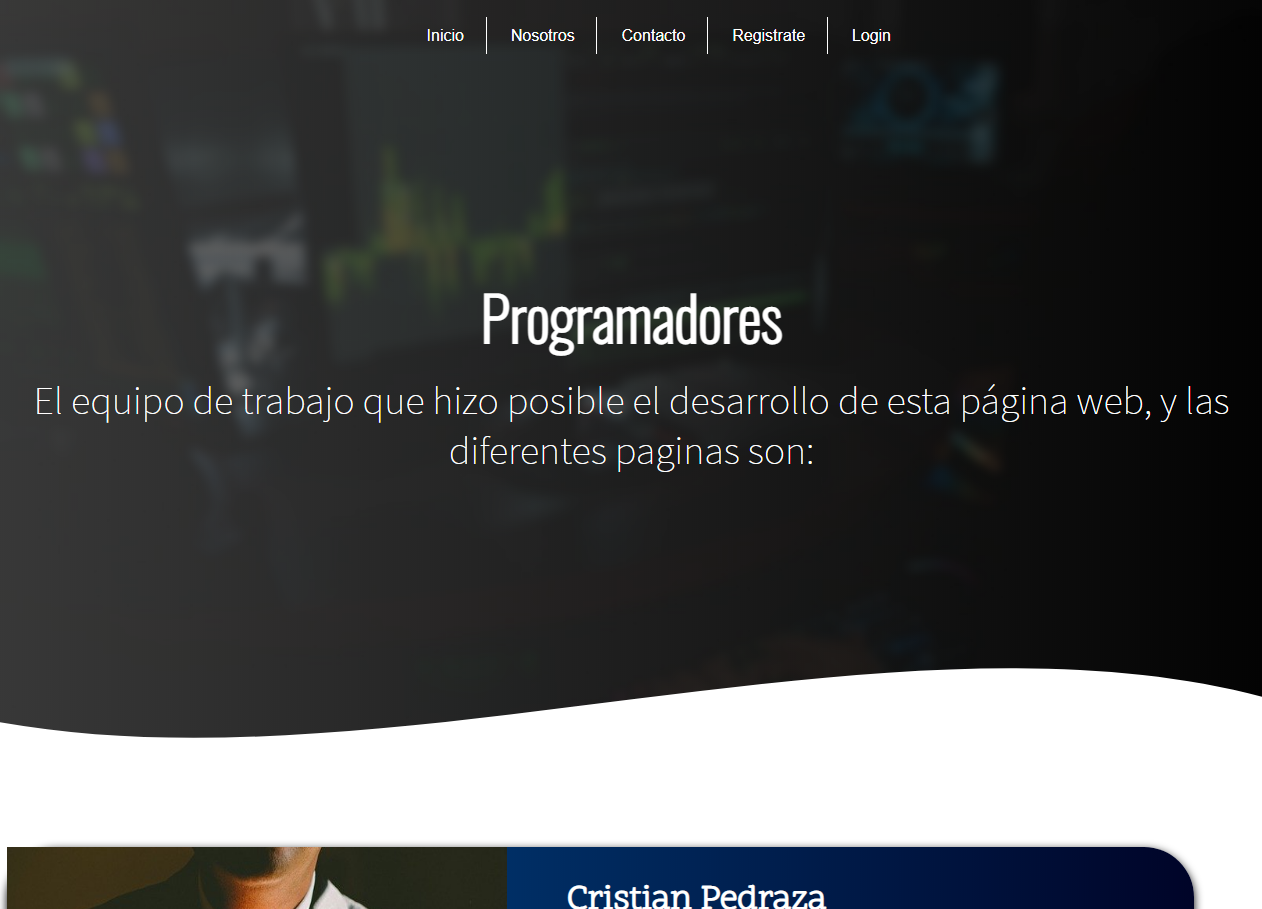 Inicio
Nosotros
Contacto
Registrate
Login
Programadores
El equipo de trabajo que hizo posible el desarrollo de esta página web, y las
diferentes paginas son:
Cristian Pedraza